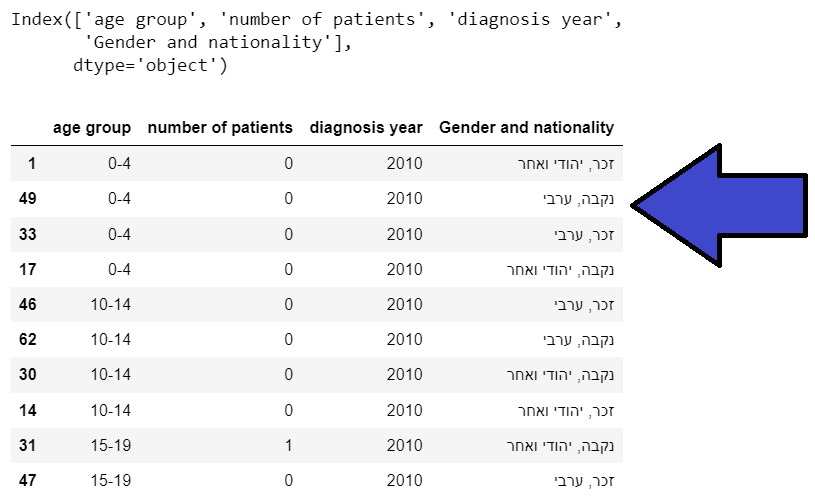 Index(['age group', 'number of patients', 'diagnosis year',
'Gender and nationality'],
dtype='object')
age group number of patients diagnosis year Gender and nationality
1 0-4 0 2010 זכר, יהודי ואחר
49 0-4 0 2010 נקבה, ערבי
33 0-4 0 2010 זכר, ערבי
17 0-4 0 2010 נקבה, יהודי ואחר
46 10-14 0 2010 זכר, ערבי
62 10-14 0 2010 נקבה, ערבי
30 10-14 0 2010 נקבה, יהודי ואחר
14 10-14 0 2010 זכר, יהודי ואחר
31 15-19 1 2010 נקבה, יהודי ואחר
47 15-19 0 2010 זכר, ערבי